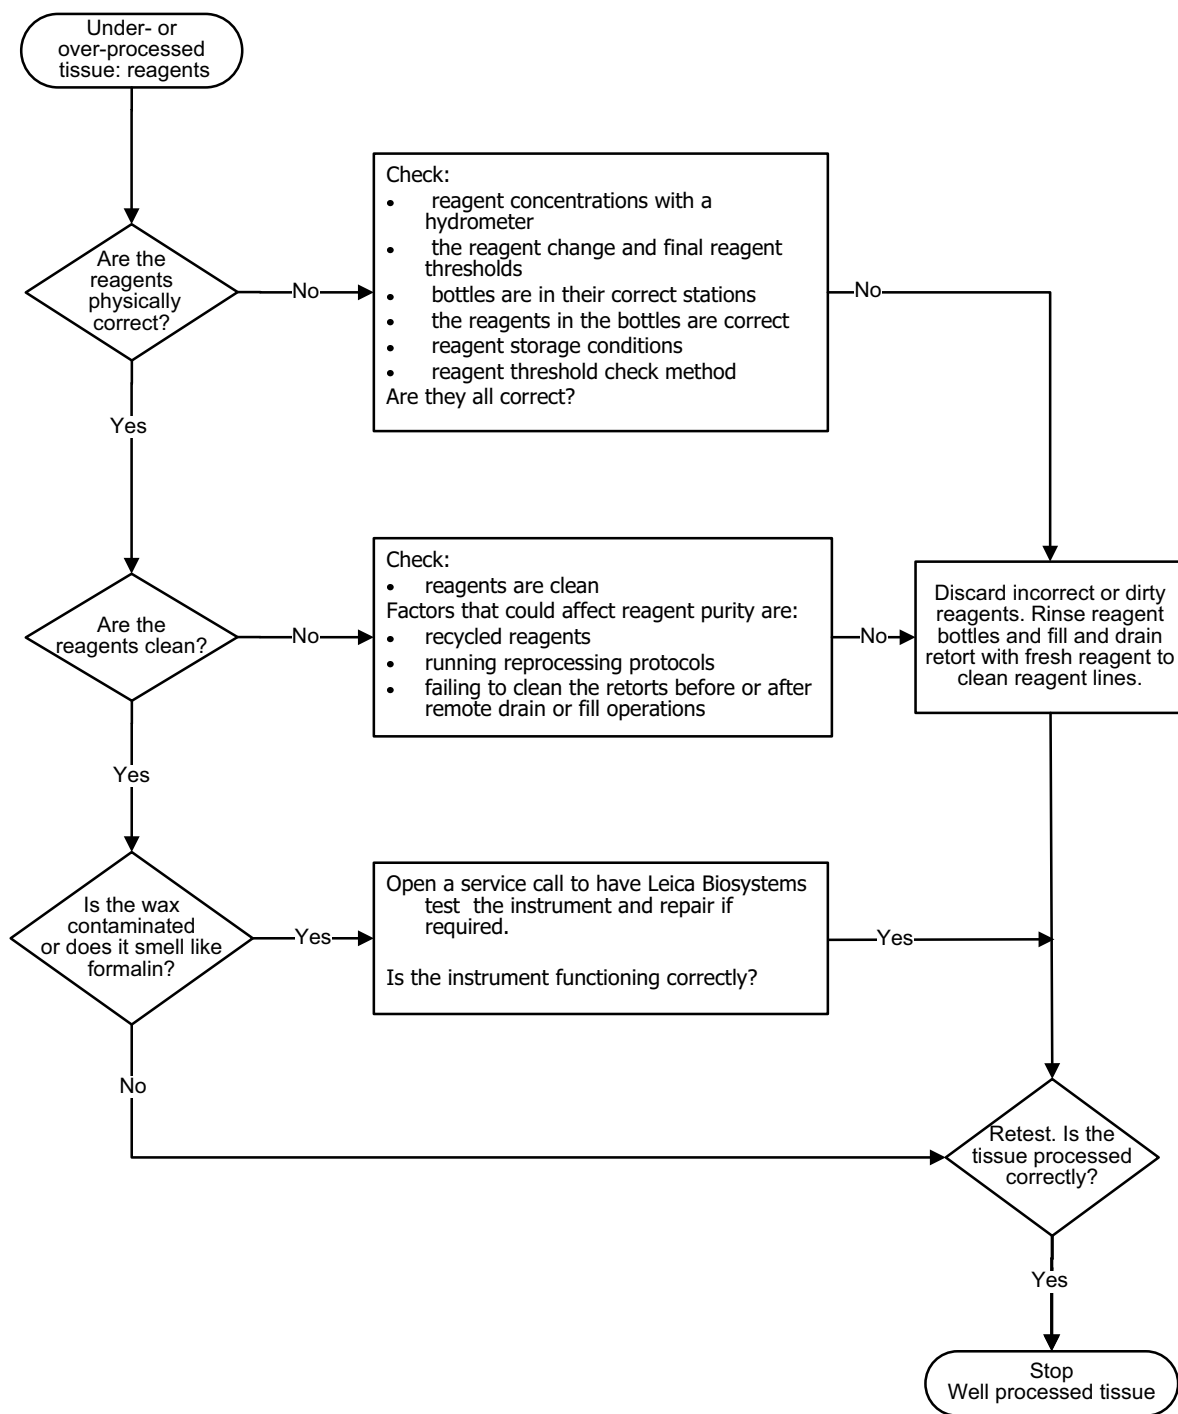 Under- or
over-processed
tissue: reagents
Are the
reagents
physically
correct?
No
Check:
• reagent concentrations with a
hydrometer
• the reagent change and final reagent
thresholds
• bottles are in their correct stations
• the reagents in the bottles are correct
• reagent storage conditions
• reagent threshold check method
Are they all correct?
No
Yes
Are the
reagents clean?
No
Check:
• reagents are clean
Factors that could affect reagent purity are:
• recycled reagents
• running reprocessing protocols
• failing to clean the retorts before or after
remote drain or fill operations
No
Discard incorrect or dirty
reagents. Rinse reagent
bottles and fill and drain
retort with fresh reagent to
clean reagent lines.
Yes
Is the wax
contaminated
or does it smell like
formalin?
Yes
Open a service call to have Leica Biosystems
test the instrument and repair if
required.
Is the instrument functioning correctly?
Yes
No
Retest. Is the
tissue processed
correctly?
Yes
Stop
Well processed tissue